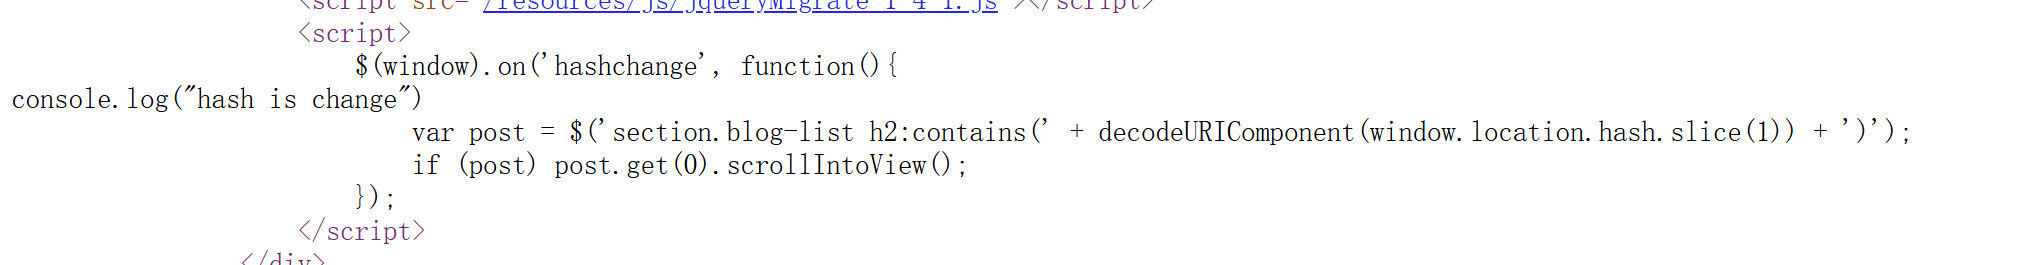 <script src="/resources/js/jqueryMigrate_1-4-1.js"></script>
<script>
$(window).on('hashchange', function(){
console.log("hash is change")
var post = $('section.blog-list h2:contains(' + decodeURIComponent(window.location.hash.slice(1)) + ')');
if (post) post.get(0).scrollIntoView();
});
</script>
</div>